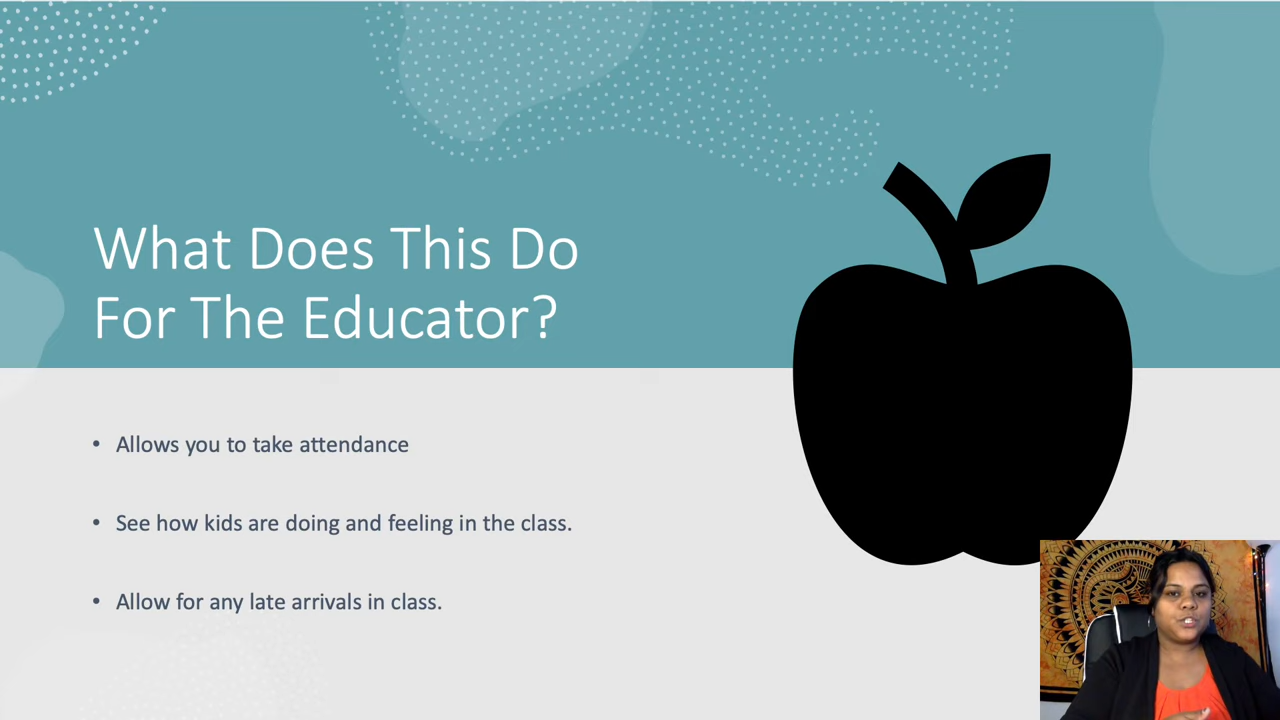 What Does This Do
For The Educator?
• Allows you to take attendance
• See how kids are doing and feeling in the class.
• Allow for any late arrivals in class.